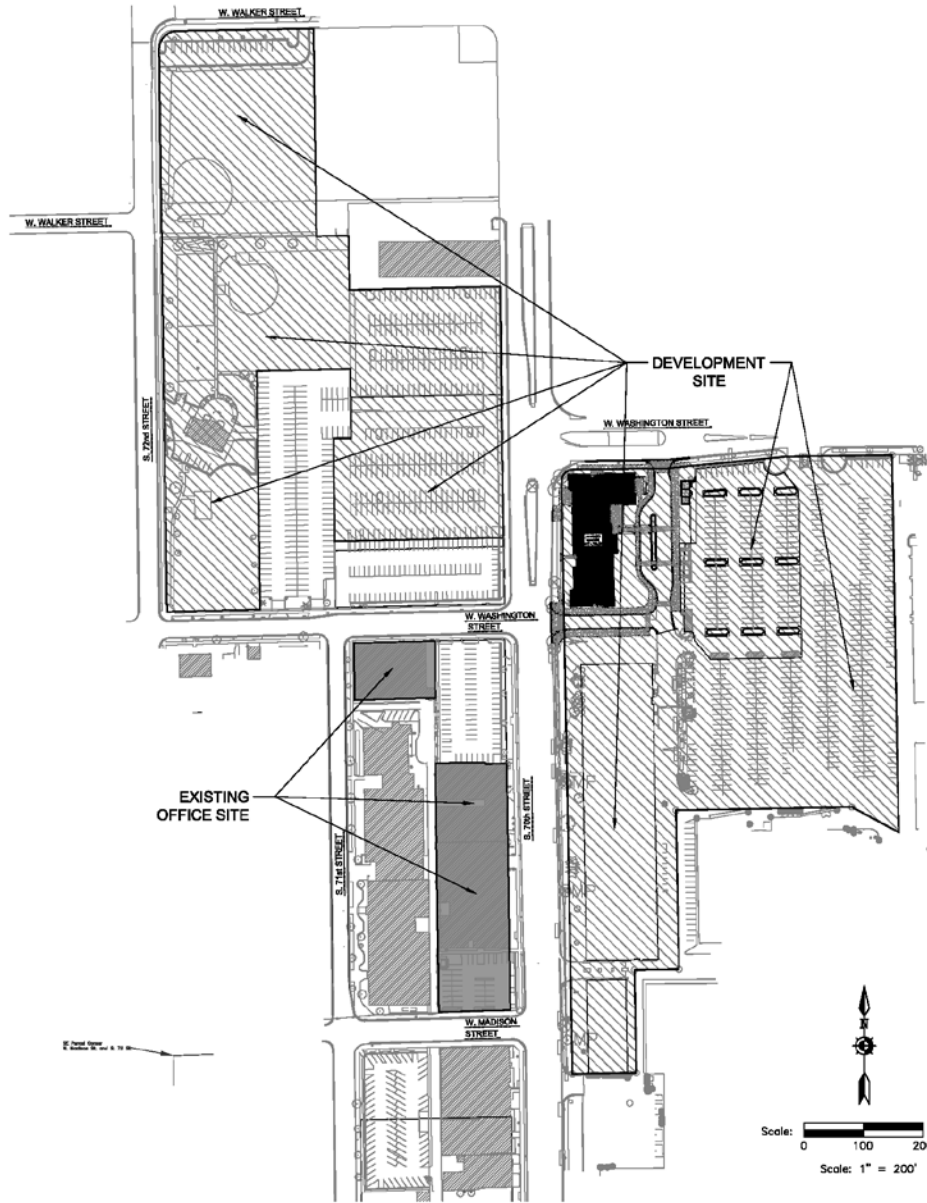 W. WALKER STREET
W. WALKER STREET
S. 72nd STREET
DEVELOPMENT
SITE
W. WASHINGTON STREET
W. WASHINGTON
STREET
EXISTING
OFFICE SITE
S. 71st STREET
S. 70th STREET
W. MADISON
STREET
N
Scale:
0 100 20
Scale: 1" = 200'